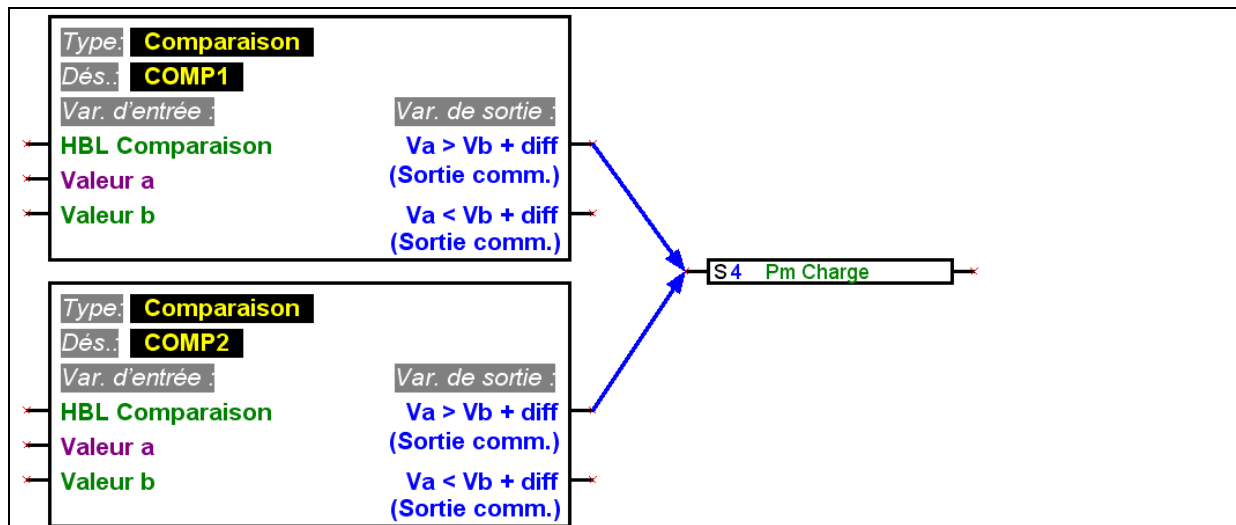 Type: Comparaison
Dés.: COMP1
Var. d'entrée : Var. de sortie :
HBL Comparaison Va > Vb + diff
Valeur a (Sortie comm.)
Valeur b Va < Vb + diff
(Sortie comm.)
S4 Pm Charge
Type: Comparaison
Dés.: COMP2
Var. d'entrée : Var. de sortie :
HBL Comparaison Va > Vb + diff
Valeur a (Sortie comm.)
Valeur b Va < Vb + diff
(Sortie comm.)